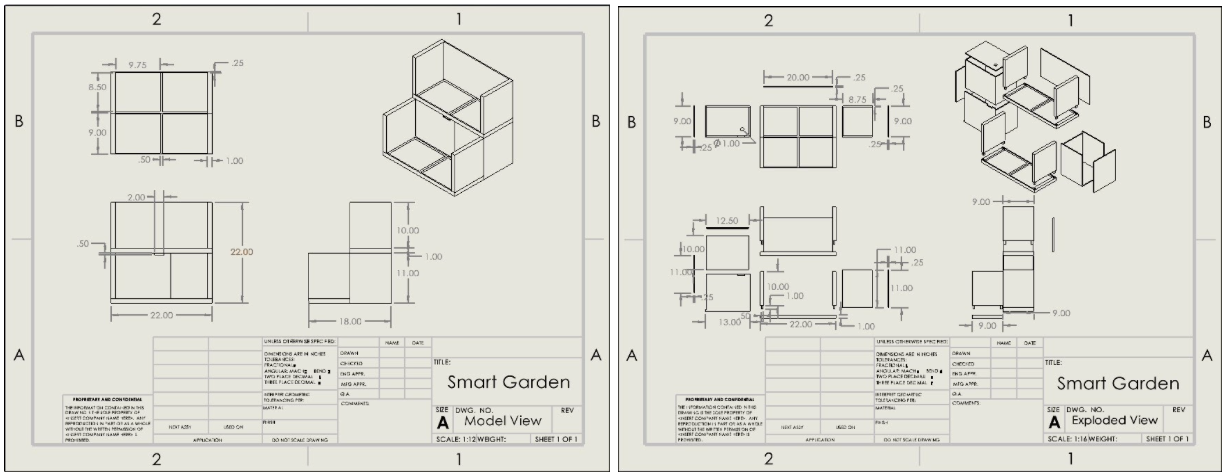 2
1
9.75
.25
8.50
9.00
.50
1.00
B
B
2.00
.50
22.00
10.00
1.00
11.00
22.00
18.00
A
A
UNLESS OTHERWISE SPECIFIED:
DIMENSIONS ARE IN INCHES
TOLERANCES:
FRACTIONAL
ANGULAR: MACH BEND
TWO PLACE DECIMAL
THREE PLACE DECIMAL
INTERPRET GEOMETRIC
TOLERANCING PER:
MATERIAL
FINISH
DO NOT SCALE DRAWING
NAME
DATE
DRAWN
CHECKED
ENG APPR.
MFG APPR.
Q.A.
COMMENTS:
PROPRIETARY AND CONFIDENTIAL
THE INFORMATION CONTAINED IN THIS
DRAWING IS THE SOLE PROPERTY OF
<INSERT COMPANY NAME HERE>. ANY
REPRODUCTION IN PART OR AS A WHOLE
WITHOUT THE WRITTEN PERMISSION OF
<INSERT COMPANY NAME HERE> IS
PROHIBITED.
NEXT ASSY
USED ON
APPLICATION
TITLE:
Smart Garden
SIZE
A
DWG. NO.
Model View
REV
SCALE: 1:12
WEIGHT:
SHEET 1 OF 1
2
1
2
1
20.00
.25
8.75
.25
9.00
9.00
.25
Ø1.00
.25
B
B
9.00
12.50
10.00
11.00
.25
13.00
10.00
1.00
.50
22.00
11.00
.25
11.00
1.00
9.00
9.00
A
A
UNLESS OTHERWISE SPECIFIED:
DIMENSIONS ARE IN INCHES
TOLERANCES:
FRACTIONAL
ANGULAR: MACH BEND
TWO PLACE DECIMAL
THREE PLACE DECIMAL
INTERPRET GEOMETRIC
TOLERANCING PER:
MATERIAL
FINISH
DO NOT SCALE DRAWING
NAME
DATE
DRAWN
CHECKED
ENG APPR.
MFG APPR.
Q.A.
COMMENTS:
PROPRIETARY AND CONFIDENTIAL
THE INFORMATION CONTAINED IN THIS
DRAWING IS THE SOLE PROPERTY OF
<INSERT COMPANY NAME HERE>. ANY
REPRODUCTION IN PART OR AS A WHOLE
WITHOUT THE WRITTEN PERMISSION OF
<INSERT COMPANY NAME HERE> IS
PROHIBITED.
NEXT ASSY
USED ON
APPLICATION
TITLE:
Smart Garden
SIZE
A
DWG. NO.
Exploded View
REV
SCALE: 1:16
WEIGHT:
SHEET 1 OF 1
2
1